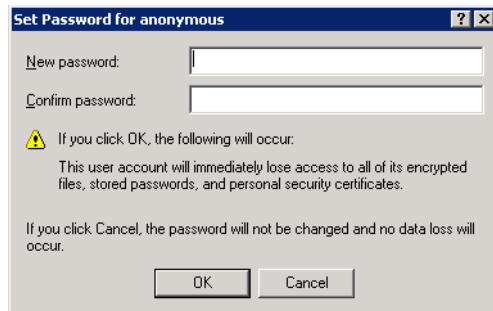 Set Password for anonymous
New password:
Confirm password:
If you click OK, the following will occur:
This user account will immediately lose access to all of its encrypted
files, stored passwords, and personal security certificates.
If you click Cancel, the password will not be changed and no data loss will
occur.
OK Cancel